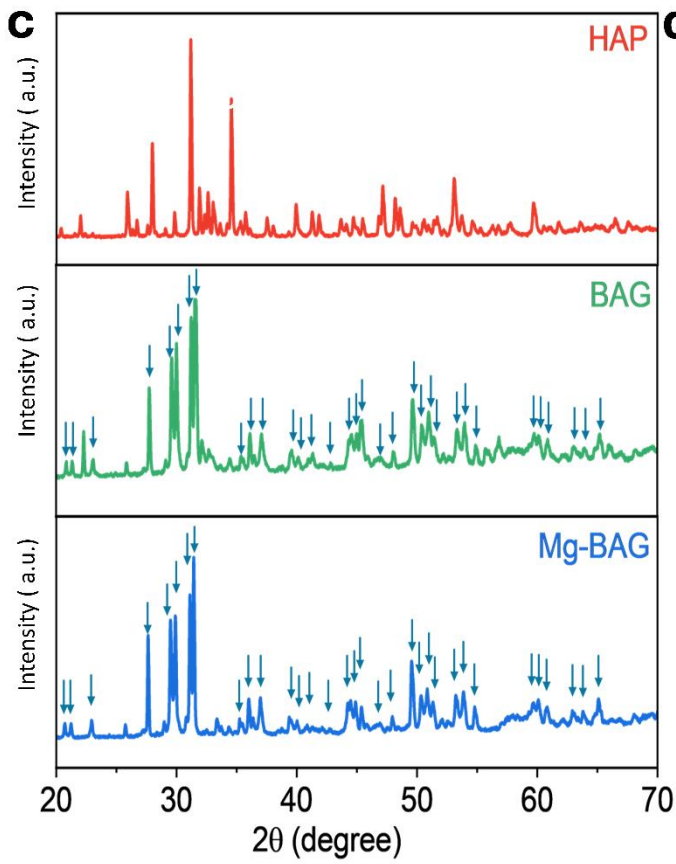 C
HAP
Intensity ( a.u.)
BAG
Intensity ( a.u.)
Mg-BAG
Intensity ( a.u.)
20 30 40 50 60 70
2θ (degree)